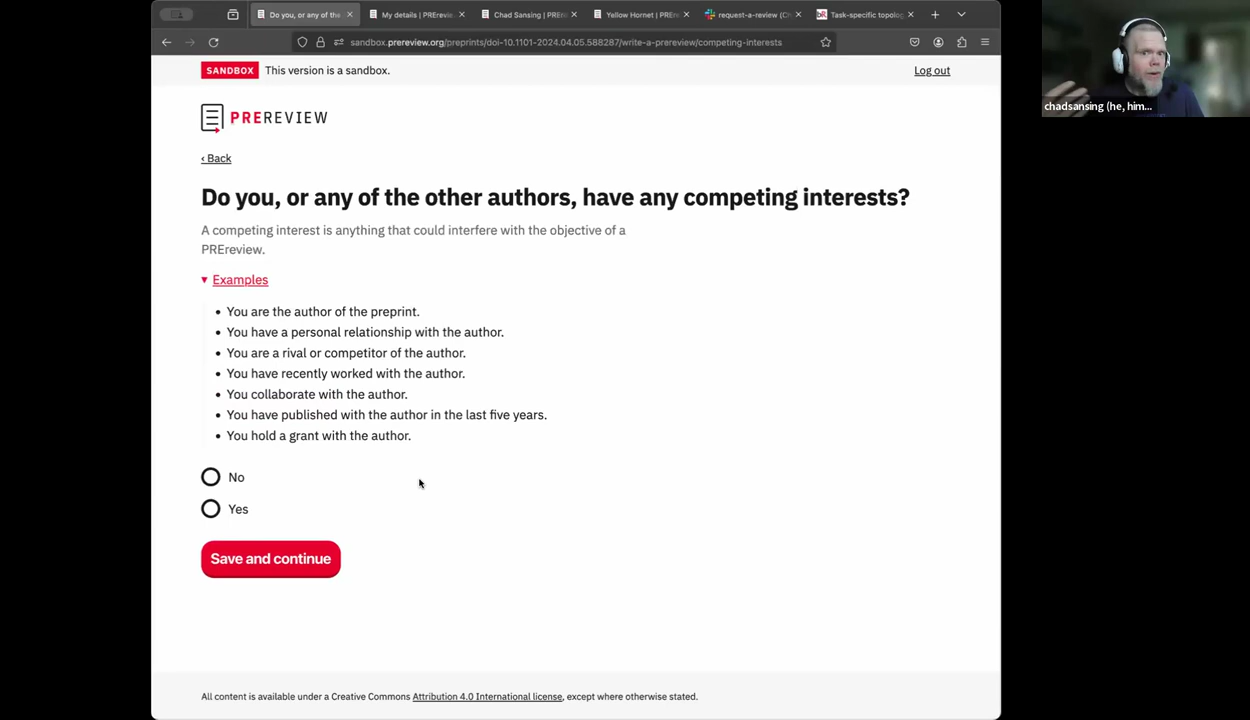 Do you, or any of the
My details | PREreview
Chad Sansing | PREr
Yellow Hornet | PREre
request-a-review (Ch
Task-specific topolog
sandbox.prereview.org/preprints/doi-10.1101-2024.04.05.588287/write-a-prereview/competing-interests
SANDBOX This version is a sandbox.
Log out
PREREVIEW
‹ Back
Do you, or any of the other authors, have any competing interests?
A competing interest is anything that could interfere with the objective of a
PREreview.
▾ Examples
• You are the author of the preprint.
• You have a personal relationship with the author.
• You are a rival or competitor of the author.
• You have recently worked with the author.
• You collaborate with the author.
• You have published with the author in the last five years.
• You hold a grant with the author.
No
Yes
Save and continue
All content is available under a Creative Commons Attribution 4.0 International license, except where otherwise stated.
chadsansing (he, him...